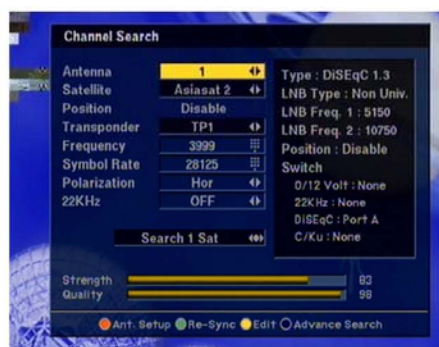 Channel Search
Antenna 1
Satellite Asiasat 2
Position Disable
Transponder TP1
Frequency 3999
Symbol Rate 28125
Polarization Hor
22KHz OFF
Search 1 Sat
Type : DiSEqC 1.3
LNB Type : Non Univ.
LNB Freq. 1 : 5150
LNB Freq. 2 : 10750
Position : Disable
Switch
0/12 Volt : None
22KHz : None
DiSEqC : Port A
C/Ku : None
Strength 83
Quality 98
Ant. Setup Re-Sync Edit Advance Search